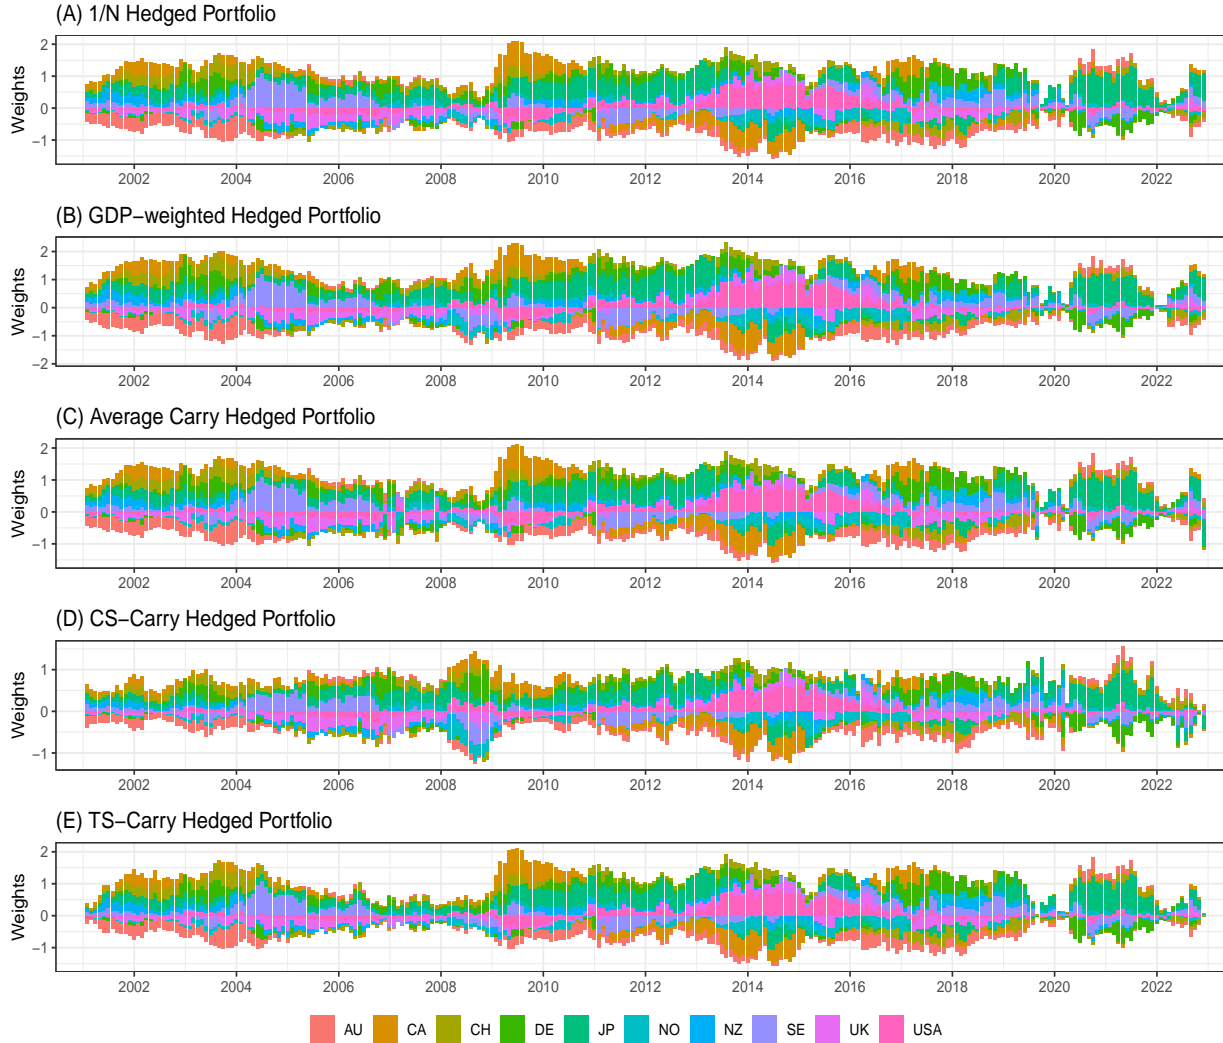 (A) 1/N Hedged Portfolio
2
1
0
−1
Weights
2002 2004 2006 2008 2010 2012 2014 2016 2018 2020 2022
(B) GDP−weighted Hedged Portfolio
2
1
0
−1
−2
Weights
2002 2004 2006 2008 2010 2012 2014 2016 2018 2020 2022
(C) Average Carry Hedged Portfolio
2
1
0
−1
Weights
2002 2004 2006 2008 2010 2012 2014 2016 2018 2020 2022
(D) CS−Carry Hedged Portfolio
1
0
−1
Weights
2002 2004 2006 2008 2010 2012 2014 2016 2018 2020 2022
(E) TS−Carry Hedged Portfolio
2
1
0
−1
Weights
2002 2004 2006 2008 2010 2012 2014 2016 2018 2020 2022
AU CA CH DE JP NO NZ SE UK USA